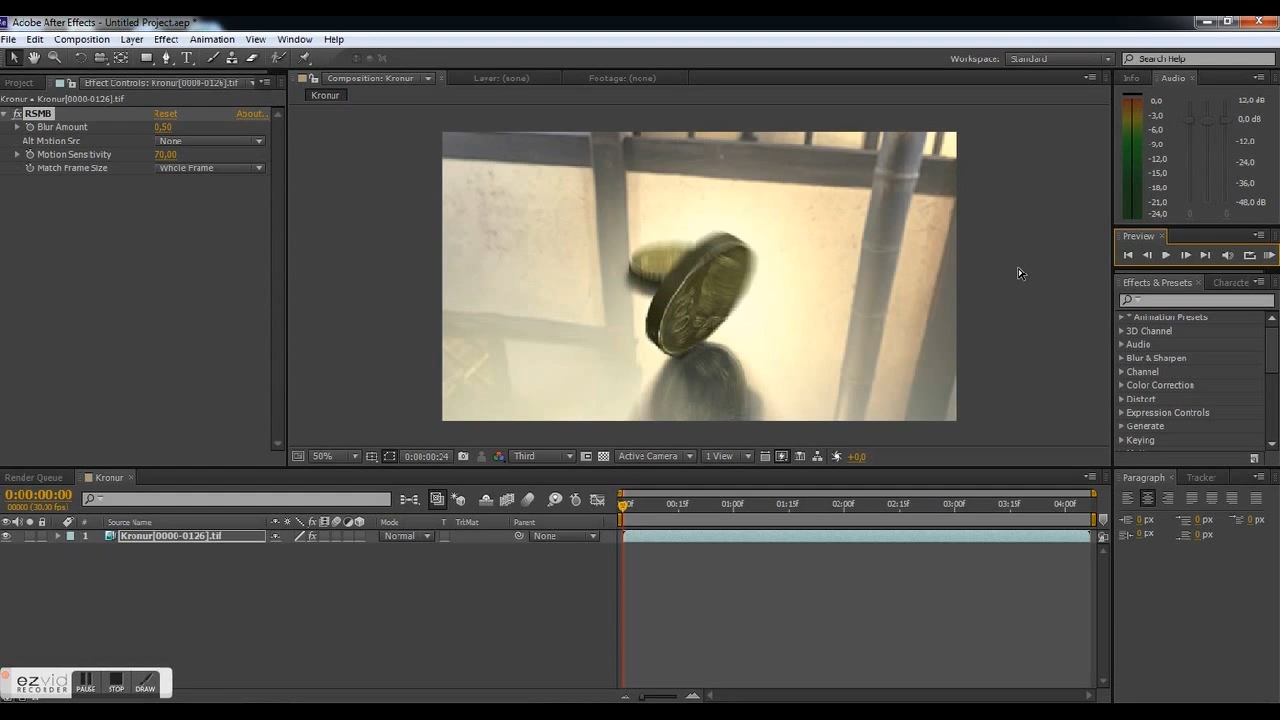 Adobe After Effects - Untitled Project.aep *
File Edit Composition Layer Effect Animation View Window Help
Workspace: Standard Search Help
Project Effect Controls: Kronur[0000-0126].tif Composition: Kronur Layer: (none) Footage: (none) Info Audio
Kronur • Kronur[0000-0126].tif
Kronur
fx RSMB Reset About...
Blur Amount 0,50
Alt Motion Src None
Motion Sensitivity 70,00
Match Frame Size Whole Frame
0,0 12,0 dB
-3,0
-6,0 0,0 dB
-9,0
-12,0 -12,0 dB
-15,0
-18,0 -24,0 dB
-21,0 -36,0 dB
-24,0 -48,0 dB
0 0
Preview
Effects & Presets Characte
* Animation Presets
3D Channel
Audio
Blur & Sharpen
Channel
Color Correction
Distort
Expression Controls
Generate
Keying
50% 0:00:00:24 Third Active Camera 1 View +0,0
Render Queue Kronur Paragraph Tracker
0:00:00:00
00000 (30.00 fps)
00:15f 01:00f 01:15f 02:00f 02:15f 03:00f 03:15f 04:00f
# Source Name fx Mode T TrkMat Parent
1 Kronur[0000-0126].tif fx Normal None
0 px 0 px 0 px
0 px 0 px
ezvid
RECORDER
PAUSE STOP DRAW